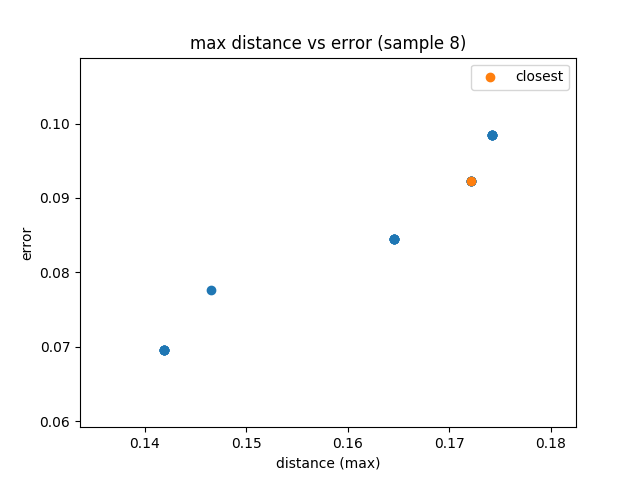 max distance vs error (sample 8)
closest
0.10
0.09
0.08
0.07
0.06
error
0.14 0.15 0.16 0.17 0.18
distance (max)